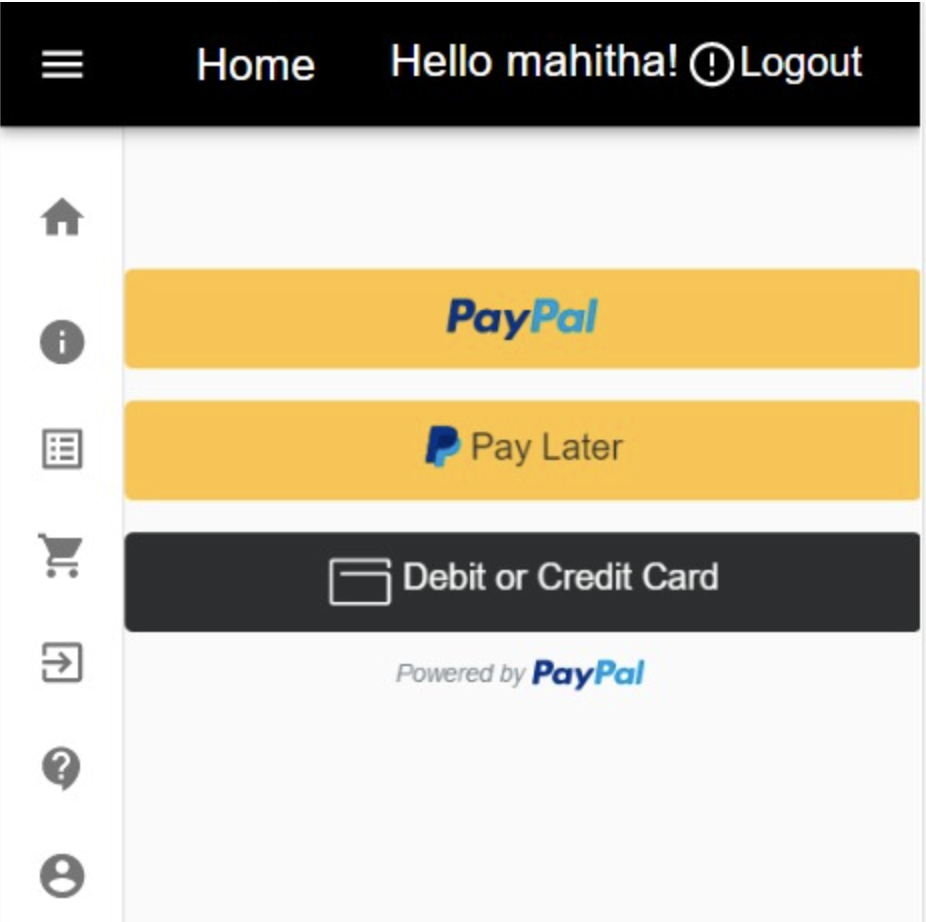 Home Hello mahitha! Logout
PayPal
Pay Later
Debit or Credit Card
Powered by PayPal